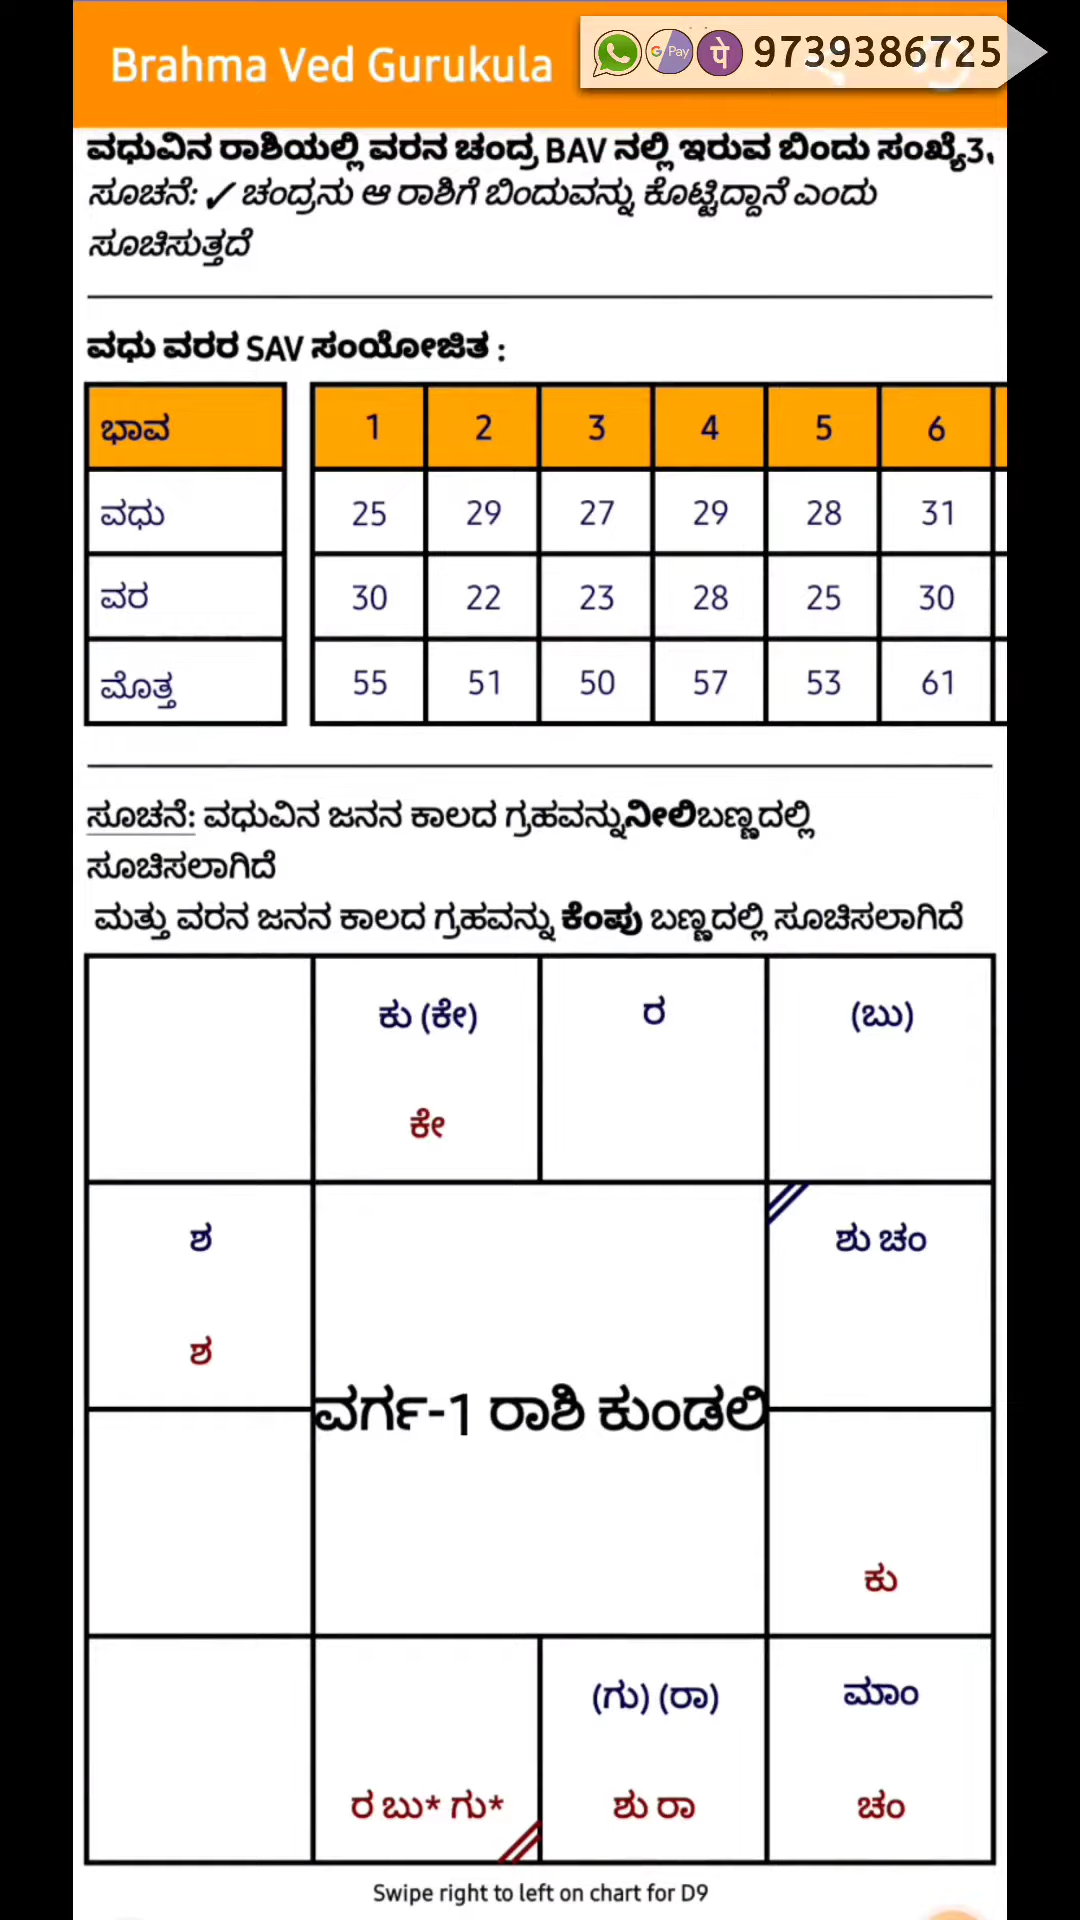 Brahma Ved Gurukula
G Pay पे 9739386725
ವಧುವಿನ ರಾಶಿಯಲ್ಲಿ ವರನ ಚಂದ್ರ BAV ನಲ್ಲಿ ಇರುವ ಬಿಂದು ಸಂಖ್ಯೆ3,
ಸೂಚನೆ: ✓ ಚಂದ್ರನು ಆ ರಾಶಿಗೆ ಬಿಂದುವನ್ನು ಕೊಟ್ಟಿದ್ದಾನೆ ಎಂದು
ಸೂಚಿಸುತ್ತದೆ
ವಧು ವರರ SAV ಸಂಯೋಜಿತ :
ಭಾವ 1 2 3 4 5 6
ವಧು 25 29 27 29 28 31
ವರ 30 22 23 28 25 30
ಮೊತ್ತ 55 51 50 57 53 61
ಸೂಚನೆ: ವಧುವಿನ ಜನನ ಕಾಲದ ಗ್ರಹವನ್ನುನೀಲಿಬಣ್ಣದಲ್ಲಿ
ಸೂಚಿಸಲಾಗಿದೆ
ಮತ್ತು ವರನ ಜನನ ಕಾಲದ ಗ್ರಹವನ್ನು ಕೆಂಪು ಬಣ್ಣದಲ್ಲಿ ಸೂಚಿಸಲಾಗಿದೆ
ಕು (ಕೇ) ರ (ಬು)
ಕೇ
ಶ ಶು ಚಂ
ಶ
ವರ್ಗ-1 ರಾಶಿ ಕುಂಡಲಿ
ಕು
(ಗು) (ರಾ) ಮಾಂ
ರ ಬು* ಗು* ಶು ರಾ ಚಂ
Swipe right to left on chart for D9